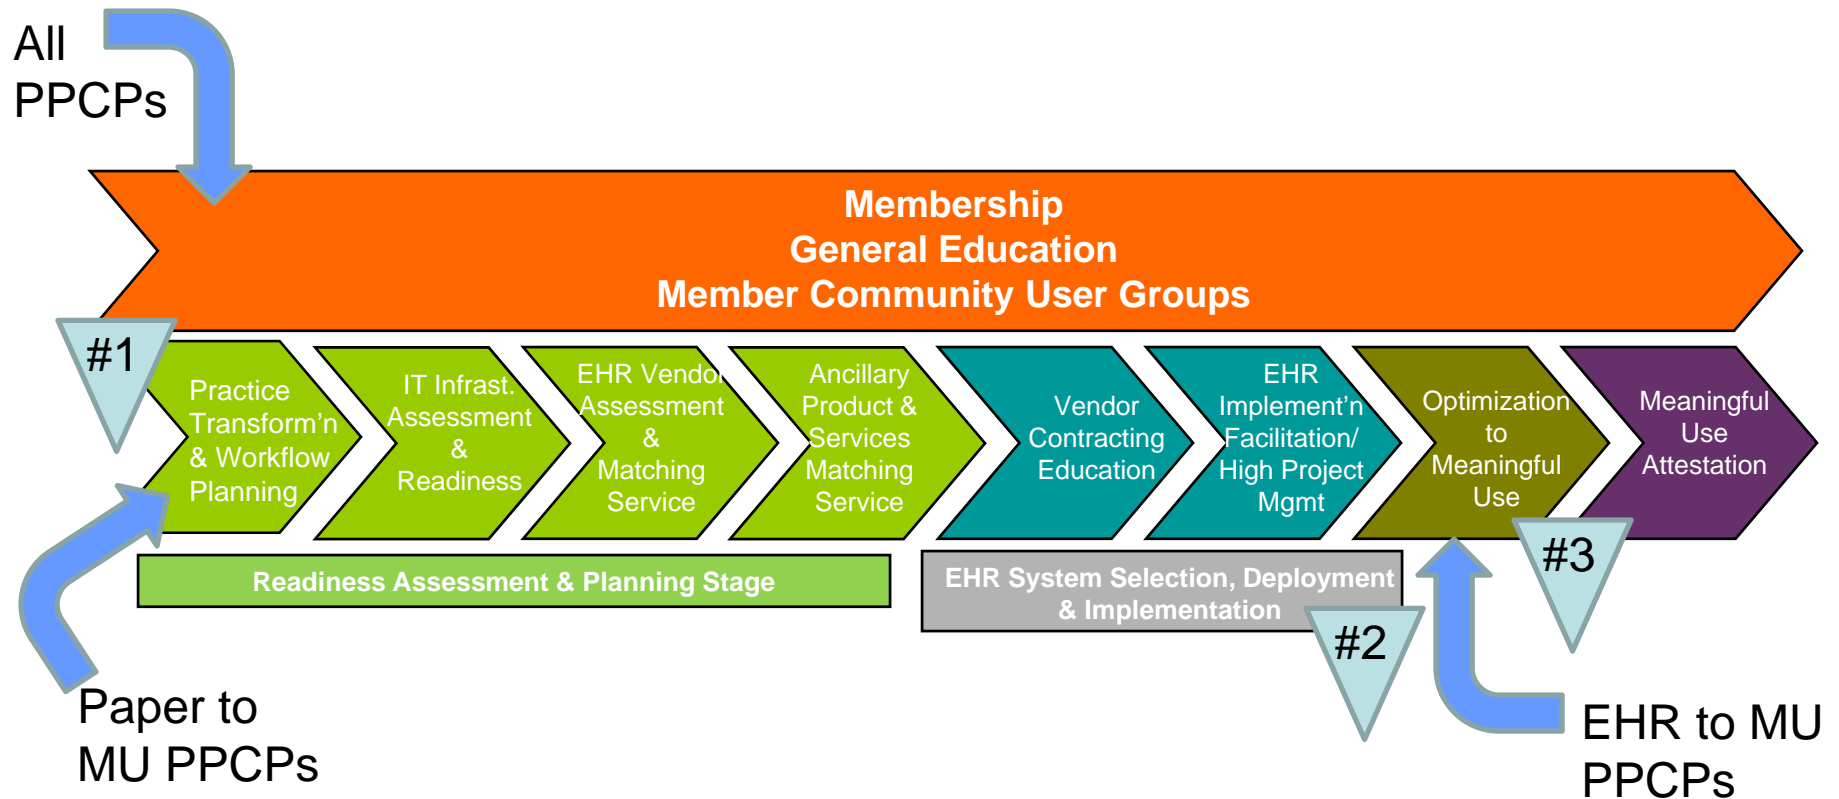 All
PPCPs
Membership
General Education
Member Community User Groups
#1
Practice
Transform'n
& Workflow
Planning
IT Infrast.
Assessment
&
Readiness
EHR Vendor
Assessment
&
Matching
Service
Ancillary
Product &
Services
Matching
Service
Vendor
Contracting
Education
EHR
Implement’n
Facilitation/
High Project
Mgmt
Optimization
to
Meaningful
Use
Meaningful
Use
Attestation
Readiness Assessment & Planning Stage
EHR System Selection, Deployment
& Implementation
#2
#3
Paper to
MU PPCPs
EHR to MU
PPCPs